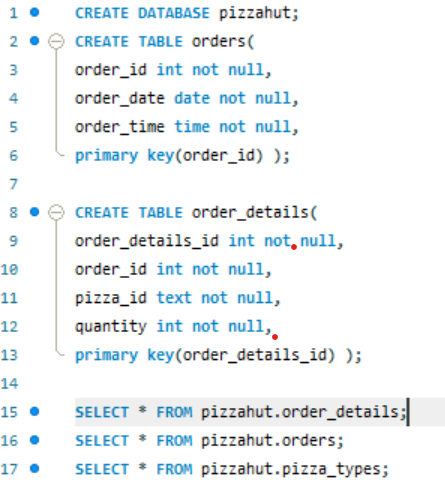 1 CREATE DATABASE pizzahut;
2 CREATE TABLE orders(
3 order_id int not null,
4 order_date date not null,
5 order_time time not null,
6 primary key(order_id) );
7
8 CREATE TABLE order_details(
9 order_details_id int not null,
10 order_id int not null,
11 pizza_id text not null,
12 quantity int not null,
13 primary key(order_details_id) );
14
15 SELECT * FROM pizzahut.order_details;
16 SELECT * FROM pizzahut.orders;
17 SELECT * FROM pizzahut.pizza_types;